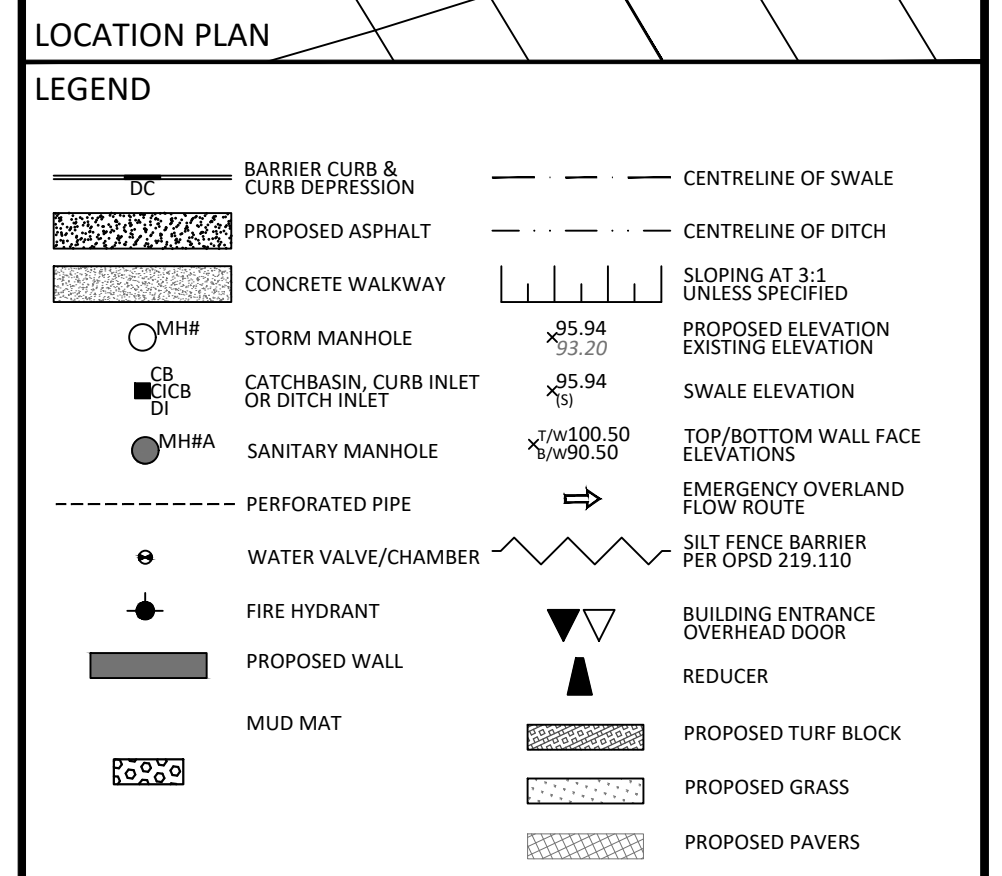 LOCATION PLAN
LEGEND
DC
BARRIER CURB &
CURB DEPRESSION
PROPOSED ASPHALT
CONCRETE WALKWAY
MH#
STORM MANHOLE
CB
CICB
DI
CATCHBASIN, CURB INLET
OR DITCH INLET
MH#A
SANITARY MANHOLE
PERFORATED PIPE
WATER VALVE/CHAMBER
FIRE HYDRANT
PROPOSED WALL
MUD MAT
CENTRELINE OF SWALE
CENTRELINE OF DITCH
SLOPING AT 3:1
UNLESS SPECIFIED
95.94
93.20
PROPOSED ELEVATION
EXISTING ELEVATION
95.94
(S)
SWALE ELEVATION
T/W100.50
B/W90.50
TOP/BOTTOM WALL FACE
ELEVATIONS
EMERGENCY OVERLAND
FLOW ROUTE
SILT FENCE BARRIER
PER OPSD 219.110
BUILDING ENTRANCE
OVERHEAD DOOR
REDUCER
PROPOSED TURF BLOCK
PROPOSED GRASS
PROPOSED PAVERS